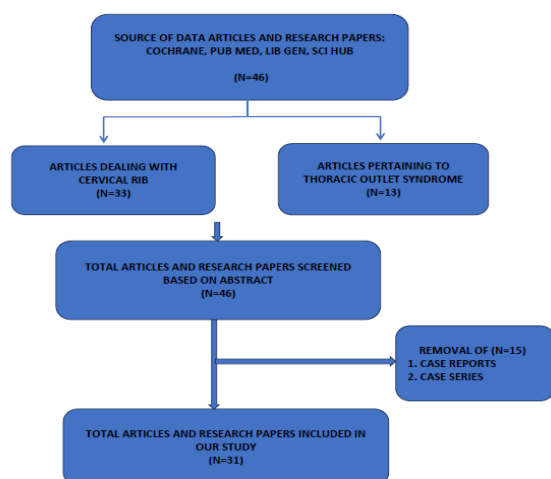 SOURCE OF DATA ARTICLES AND RESEARCH PAPERS:
COCHRANE, PUB MED, LIB GEN, SCI HUB
(N=46)
ARTICLES DEALING WITH
CERVICAL RIB
(N=33)
ARTICLES PERTAINING TO
THORACIC OUTLET SYNDROME
(N=13)
TOTAL ARTICLES AND RESEARCH PAPERS SCREENED
BASED ON ABSTRACT
(N=46)
REMOVAL OF (N=15)
1. CASE REPORTS
2. CASE SERIES
TOTAL ARTICLES AND RESEARCH PAPERS INCLUDED IN
OUR STUDY
(N=31)